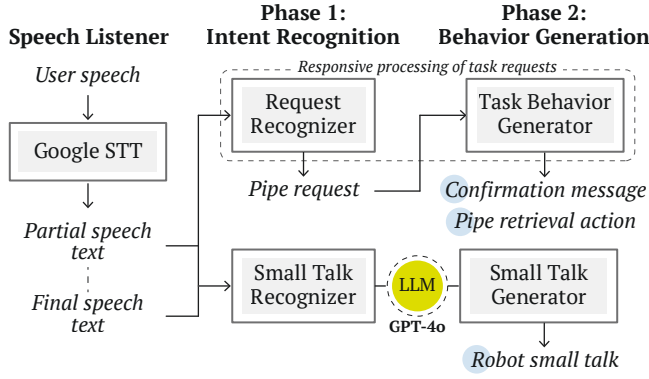 Speech Listener
Phase 1:
Intent Recognition
Phase 2:
Behavior Generation
Responsive processing of task requests
User speech
Google STT
Partial speech
text
Final speech
text
Request
Recognizer
Pipe request
Task Behavior
Generator
Confirmation message
Pipe retrieval action
Small Talk
Recognizer
LLM
GPT-4o
Small Talk
Generator
Robot small talk